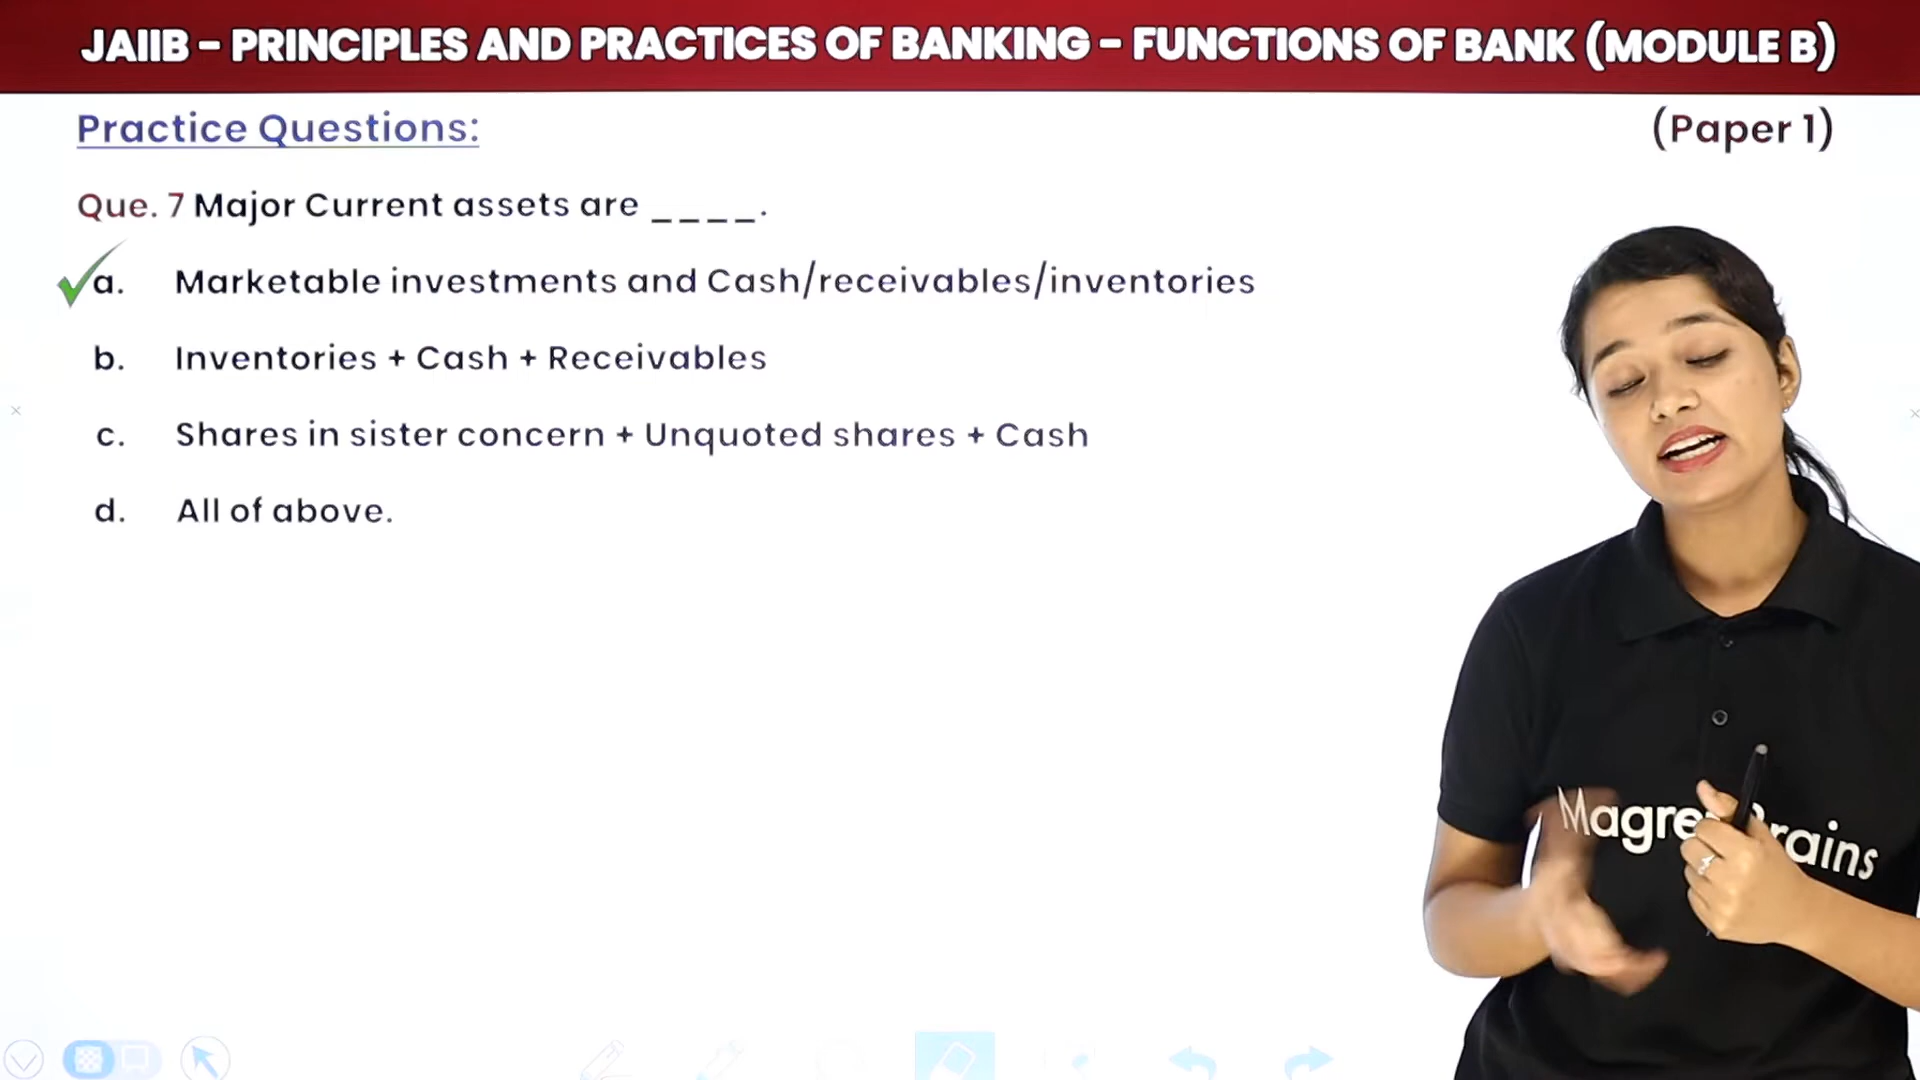 JAIIB – PRINCIPLES AND PRACTICES OF BANKING – FUNCTIONS OF BANK (MODULE B)
Practice Questions:
(Paper 1)
Que. 7 Major Current assets are _ _ _ _.
a. Marketable investments and Cash/receivables/inventories
b. Inventories + Cash + Receivables
c. Shares in sister concern + Unquoted shares + Cash
d. All of above.